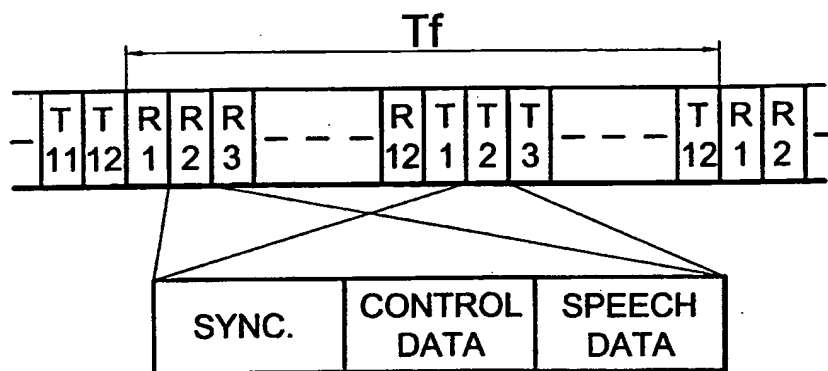 Tf
T T R R R R T T T T R R
11 12 1 2 3 12 1 2 3 12 1 2
SYNC. CONTROL SPEECH
DATA DATA